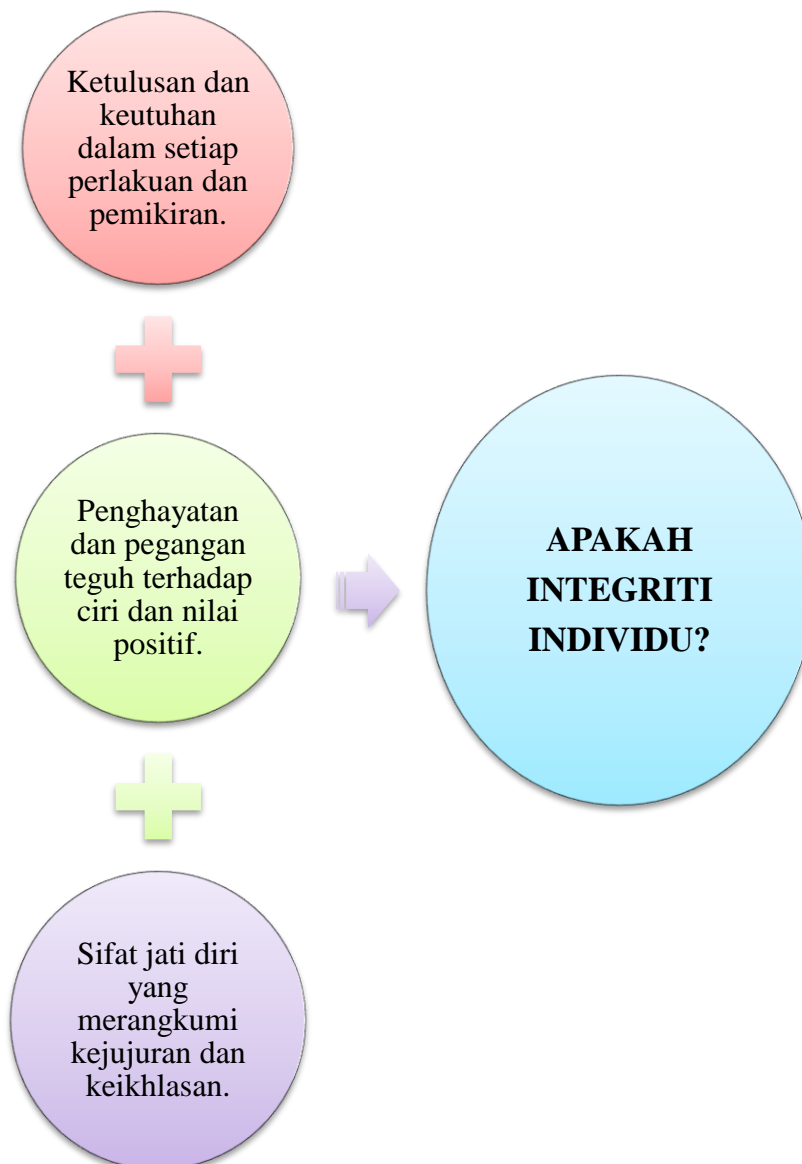 Ketulusan dan
keutuhan
dalam setiap
perlakuan dan
pemikiran.
Penghayatan
dan pegangan
teguh terhadap
ciri dan nilai
positif.
Sifat jati diri
yang
merangkumi
kejujuran dan
keikhlasan.
APAKAH
INTEGRITI
INDIVIDU?